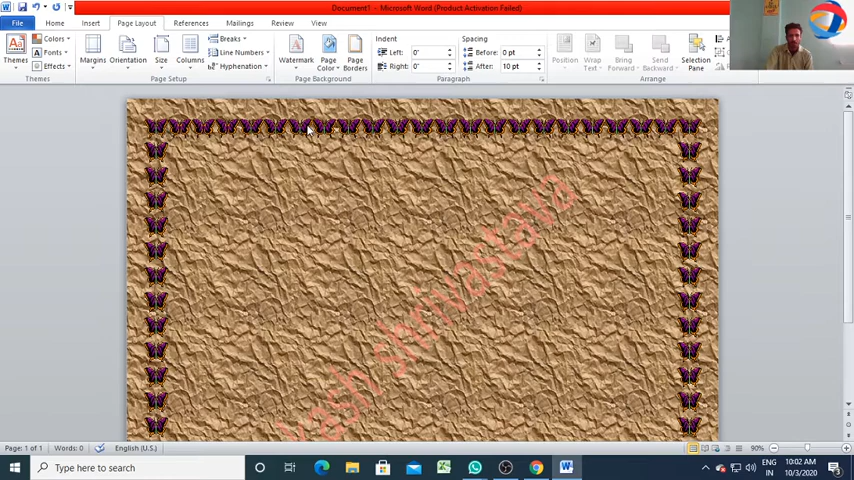 Document1 - Microsoft Word (Product Activation Failed)
File Home Insert Page Layout References Mailings Review View
Themes
Colors
Fonts
Effects
Themes
Margins
Orientation
Size
Columns
Breaks
Line Numbers
Hyphenation
Page Setup
Watermark
Page Color
Page Borders
Page Background
Indent
Left: 0"
Right: 0"
Spacing
Before: 0 pt
After: 10 pt
Paragraph
Position
Wrap Text
Bring Forward
Send Backward
Selection Pane
Arrange
kash shrivastava
Page: 1 of 1 Words: 0 English (U.S.) 90%
Type here to search
ENG
IN
10:02 AM
10/3/2020
3